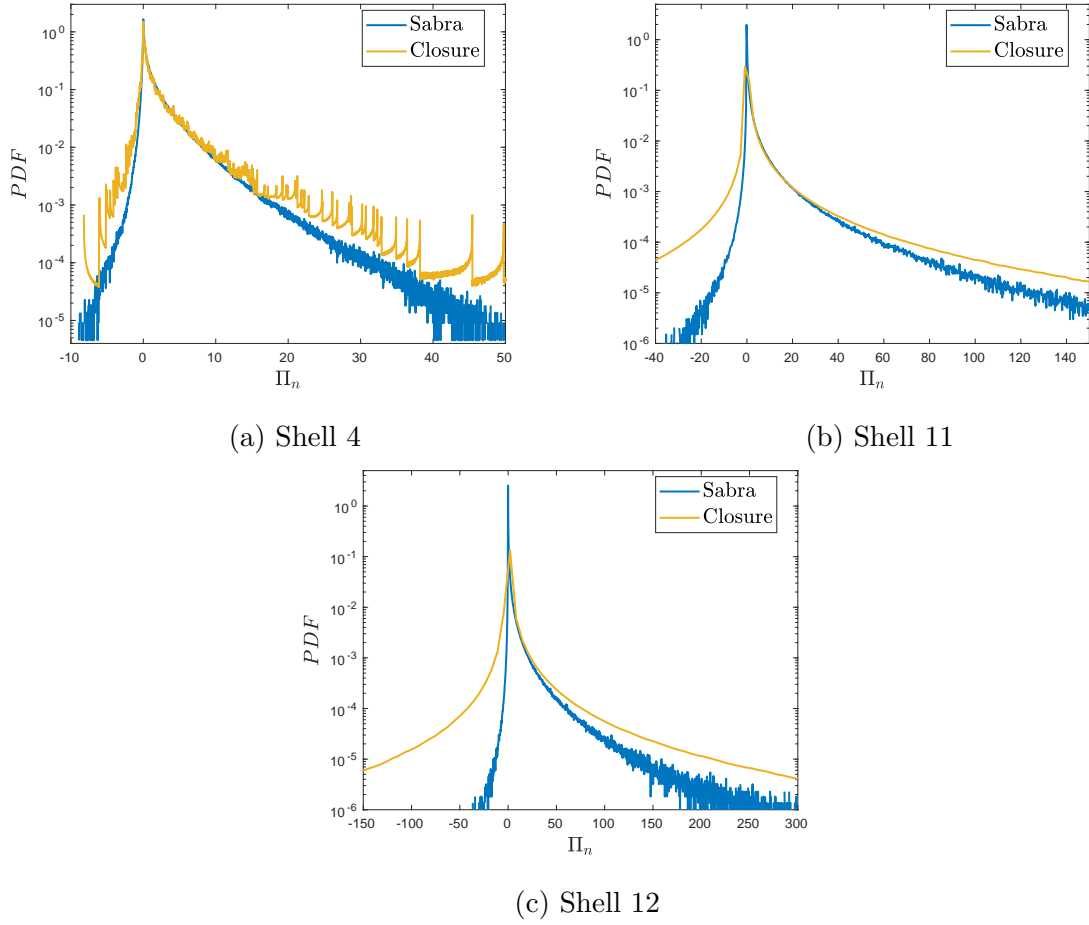 Sabra
Closure
10^0
10^-1
10^-2
10^-3
10^-4
10^-5
PDF
-10 0 10 20 30 40 50
Π_n
(a) Shell 4
Sabra
Closure
10^0
10^-1
10^-2
10^-3
10^-4
10^-5
10^-6
PDF
-40 -20 0 20 40 60 80 100 120 140
Π_n
(b) Shell 11
Sabra
Closure
10^0
10^-1
10^-2
10^-3
10^-4
10^-5
10^-6
PDF
-150 -100 -50 0 50 100 150 200 250 300
Π_n
(c) Shell 12